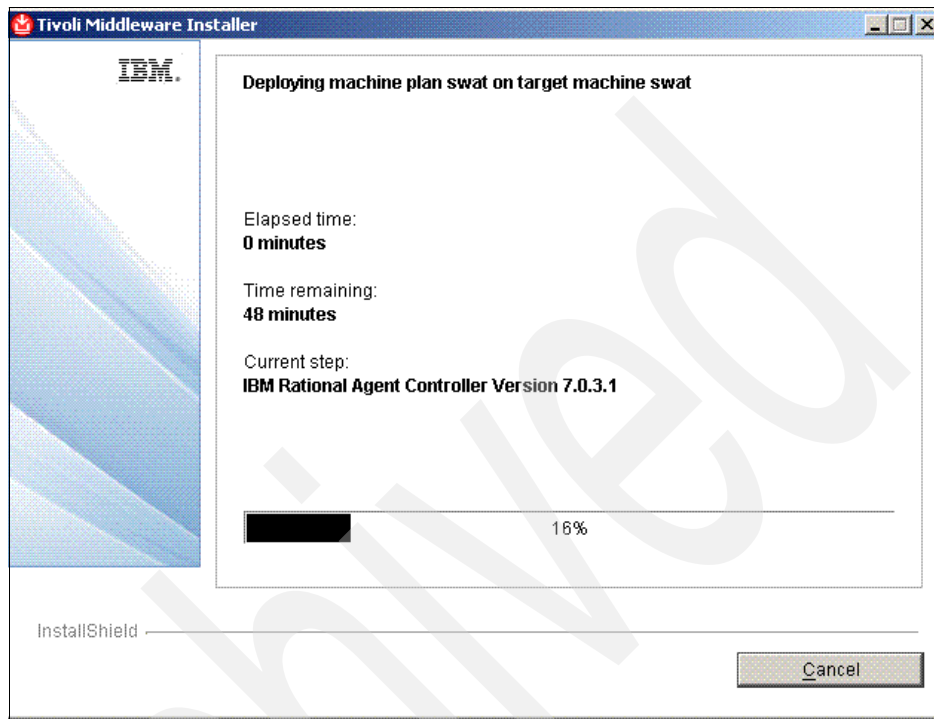 Tivoli Middleware Installer
IBM.
Deploying machine plan swat on target machine swat
Elapsed time:
0 minutes
Time remaining:
48 minutes
Current step:
IBM Rational Agent Controller Version 7.0.3.1
16%
InstallShield
Cancel